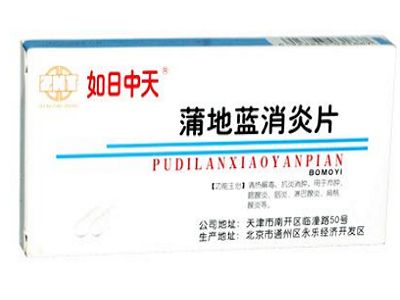 如日中天®
蒲地蓝消炎片
PUDILANXIAOYANPIAN
BOMOYI
【功能主治】清热解毒、抗炎消肿。用于疖肿、
腮腺炎、咽炎、淋巴腺炎、扁桃
腺炎等。
公司地址：天津市南开区临潼路50号
生产地址：北京市通州区永乐经济开发区